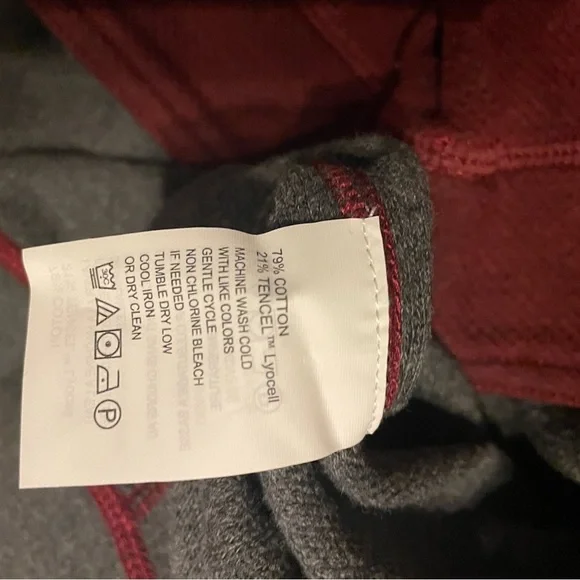 79% COTTON
21% TENCEL™ Lyocell
MACHINE WASH COLD
WITH LIKE COLORS
GENTLE CYCLE
NON CHLORINE BLEACH
IF NEEDED
TUMBLE DRY LOW
COOL IRON
OR DRY CLEAN
30C
P